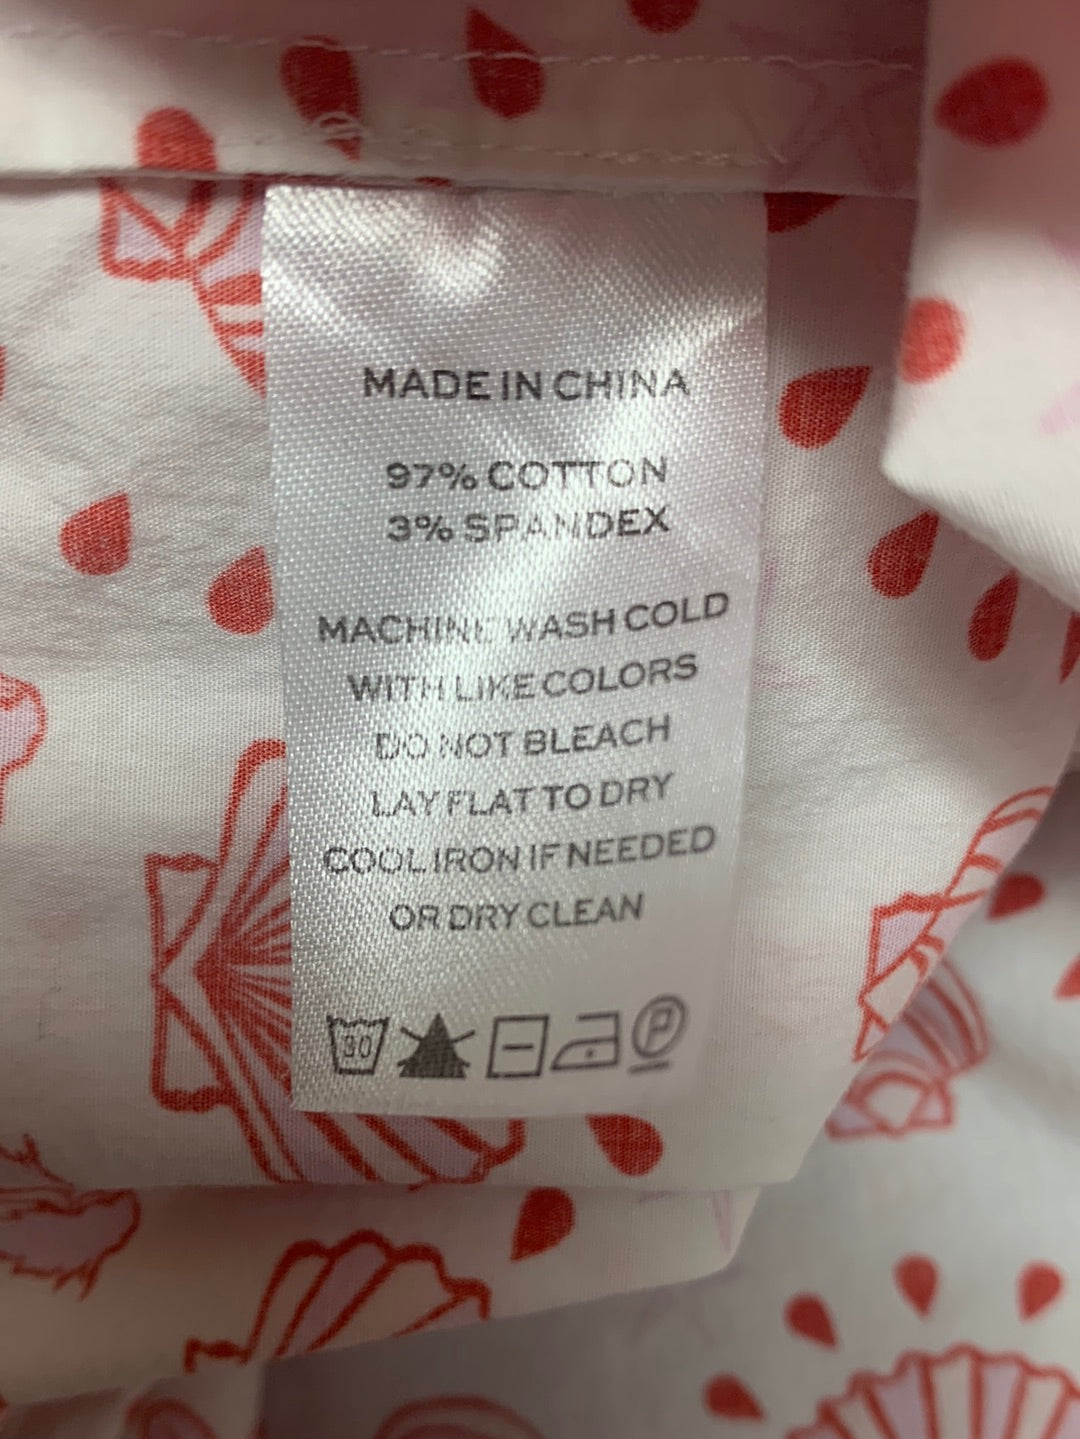 MADE IN CHINA
97% COTTON
3% SPANDEX
MACHINE WASH COLD
WITH LIKE COLORS
DO NOT BLEACH
LAY FLAT TO DRY
COOL IRON IF NEEDED
OR DRY CLEAN
30 P